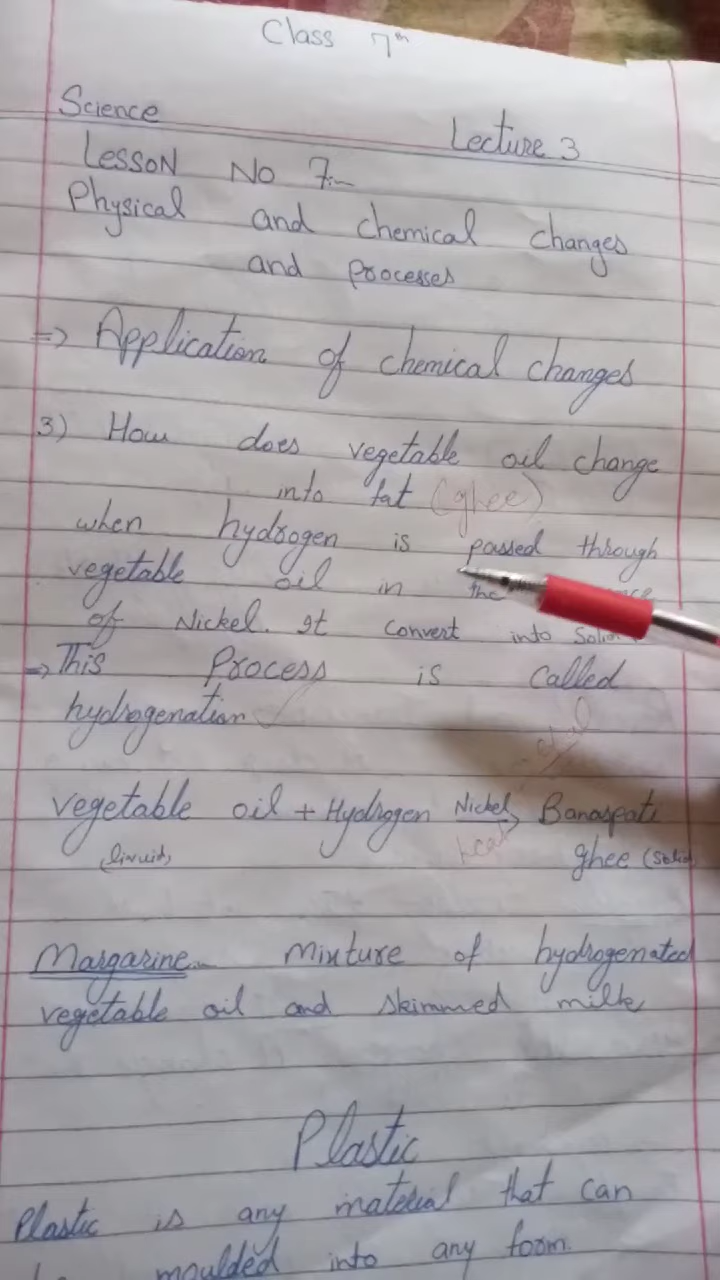 Class 7th
Science Lecture 3
Lesson No 7:-
Physical and chemical changes
and processes
=> Application of chemical changes
3) How does vegetable oil change
into fat (ghee)
when hydrogen is passed through
vegetable oil in the
of Nickel. It convert into
=> This Process is called
hydrogenation
vegetable oil + Hydrogen Nickel → Banaspati
(liquid) heat ghee (Solid)
Margarine - Mixture of hydrogenated
vegetable oil and skimmed milk
Plastic
Plastic is any material that can
moulded into any form.